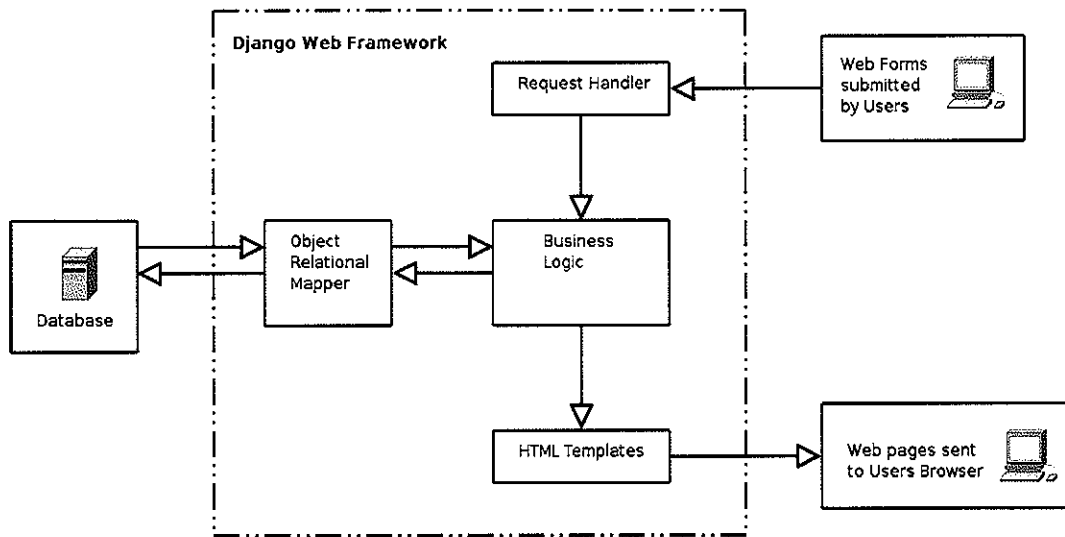 Django Web Framework
Request Handler
Web Forms
submitted
by Users
Object
Relational
Mapper
Business
Logic
Database
HTML Templates
Web pages sent
to Users Browser